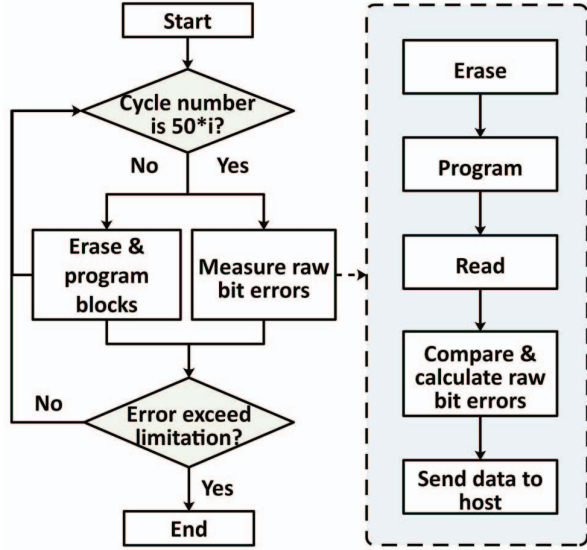 Start
Cycle number
is 50*i?
No
Yes
Erase &
program
blocks
Measure raw
bit errors
No
Error exceed
limitation?
Yes
End
Erase
Program
Read
Compare &
calculate raw
bit errors
Send data to
host